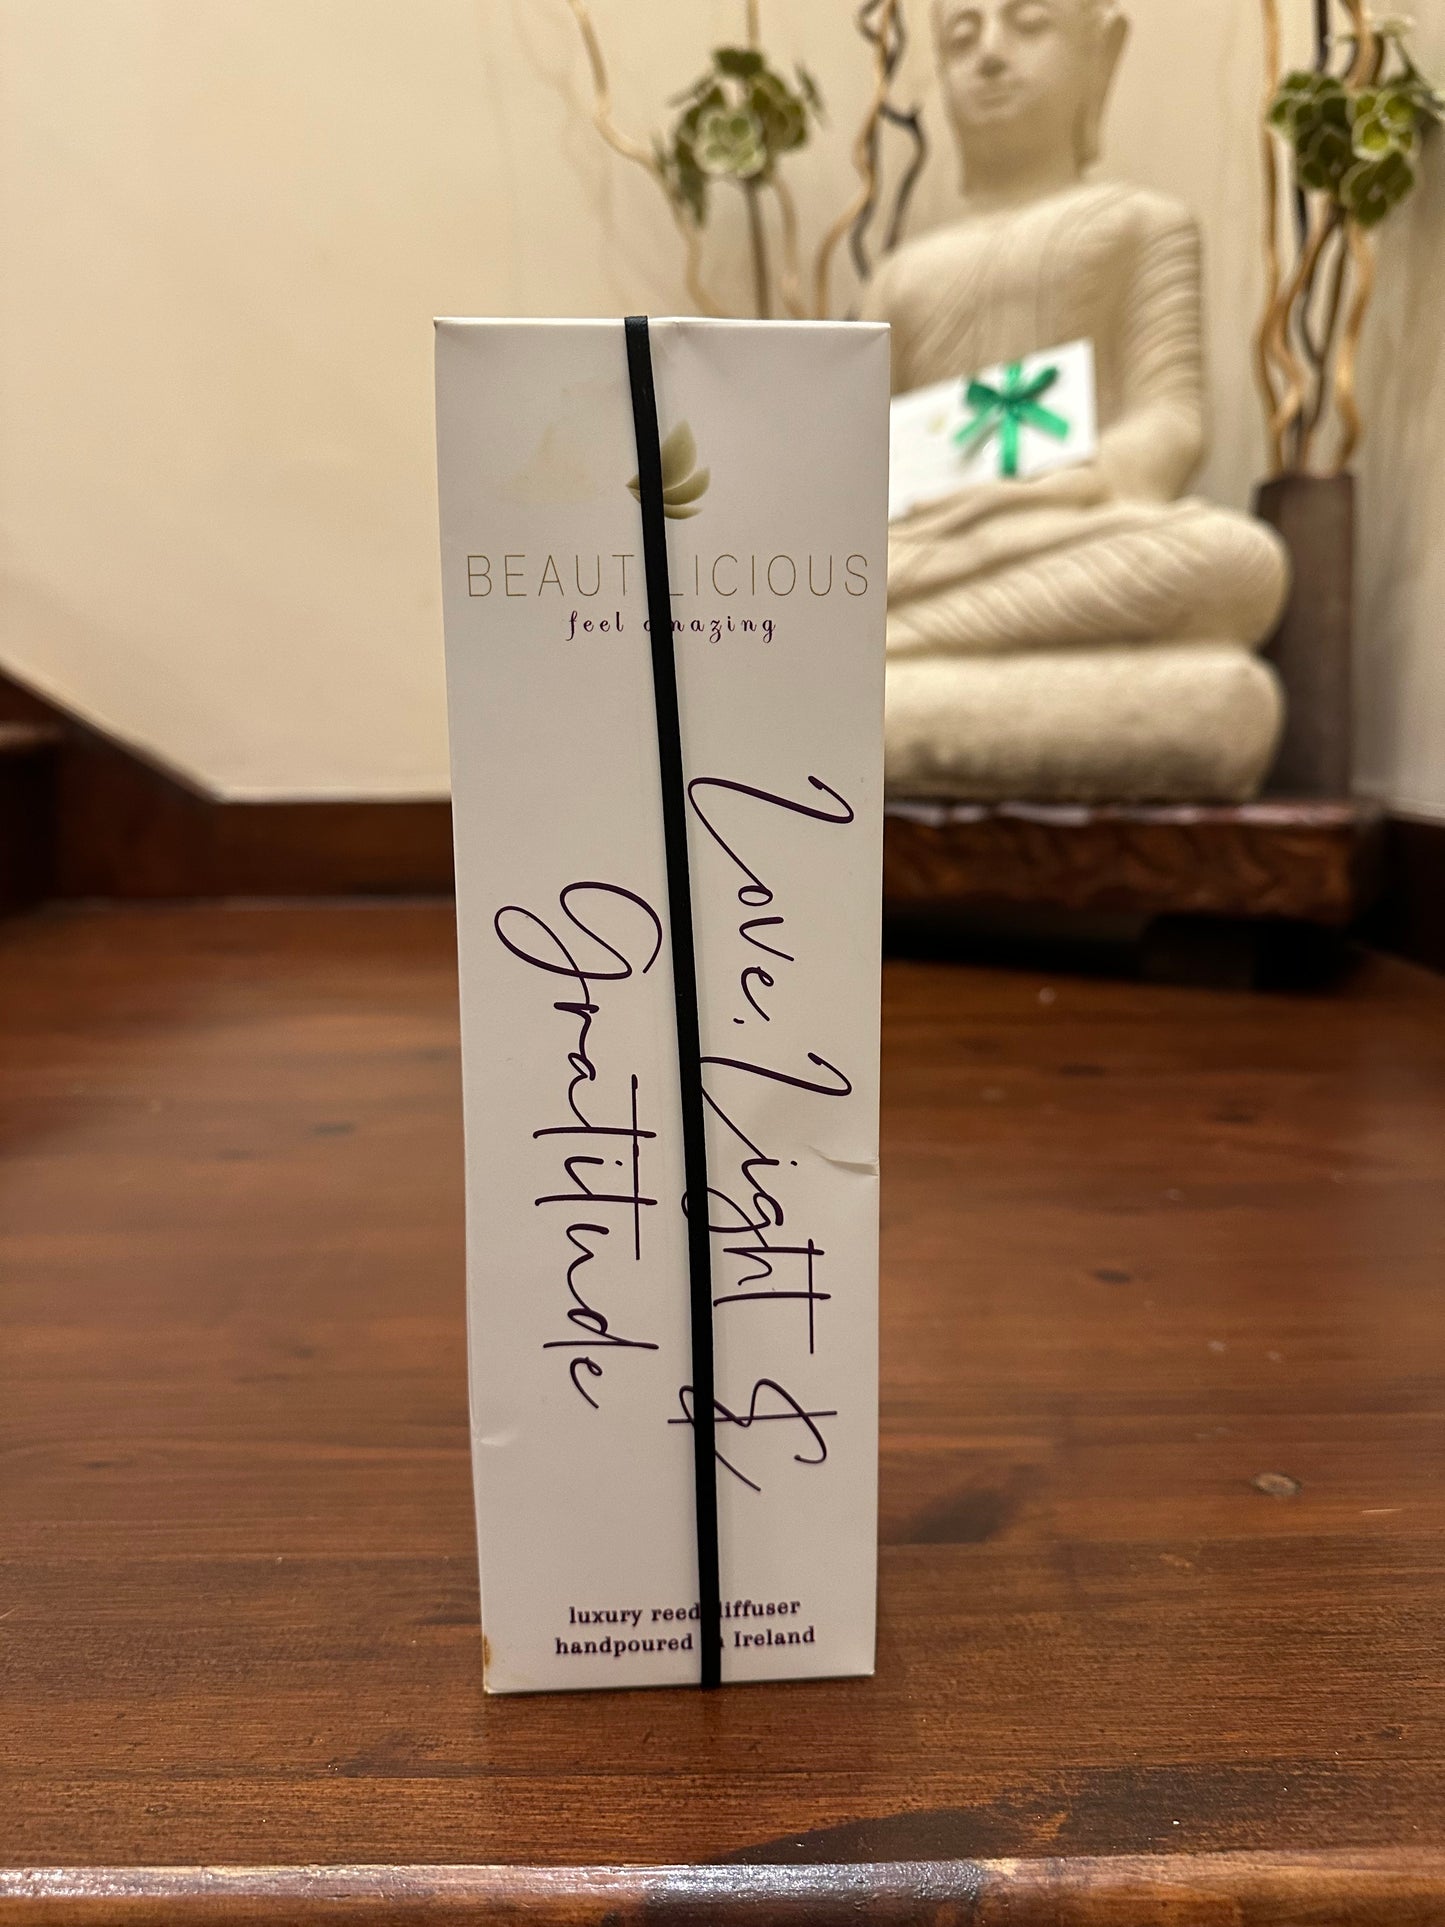 BEAUTILICIOUS
feel amazing
Love, Light &
Gratitude
luxury reed diffuser
handpoured in Ireland